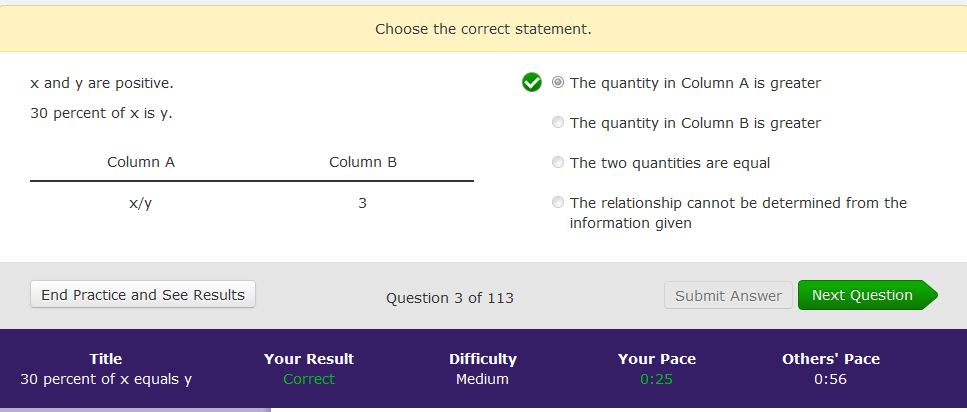 Choose the correct statement.
x and y are positive.
30 percent of x is y.
Column A Column B
x/y 3
The quantity in Column A is greater
The quantity in Column B is greater
The two quantities are equal
The relationship cannot be determined from the
information given
End Practice and See Results Question 3 of 113 Submit Answer Next Question
Title Your Result Difficulty Your Pace Others' Pace
30 percent of x equals y Correct Medium 0:25 0:56